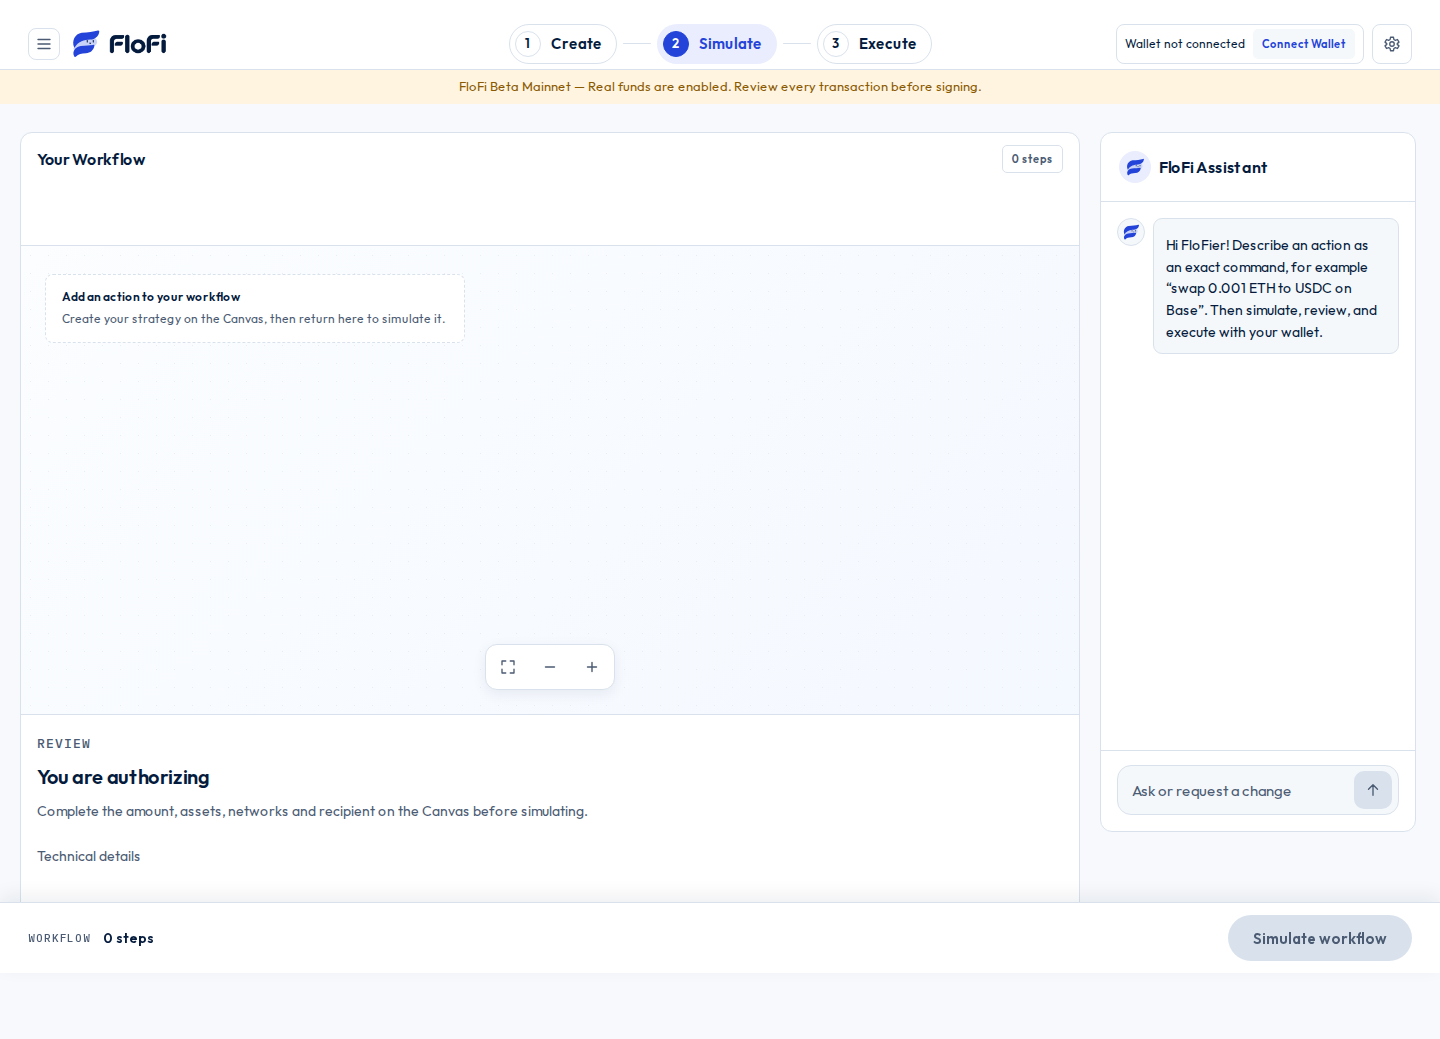 FloFi
1 Create
2 Simulate
3 Execute
Wallet not connected
Connect Wallet
FloFi Beta Mainnet — Real funds are enabled. Review every transaction before signing.
Your Workflow
0 steps
Add an action to your workflow
Create your strategy on the Canvas, then return here to simulate it.
REVIEW
You are authorizing
Complete the amount, assets, networks and recipient on the Canvas before simulating.
Technical details
FloFi Assistant
Hi FloFier! Describe an action as
an exact command, for example
“swap 0.001 ETH to USDC on
Base”. Then simulate, review, and
execute with your wallet.
Ask or request a change
WORKFLOW 0 steps
Simulate workflow